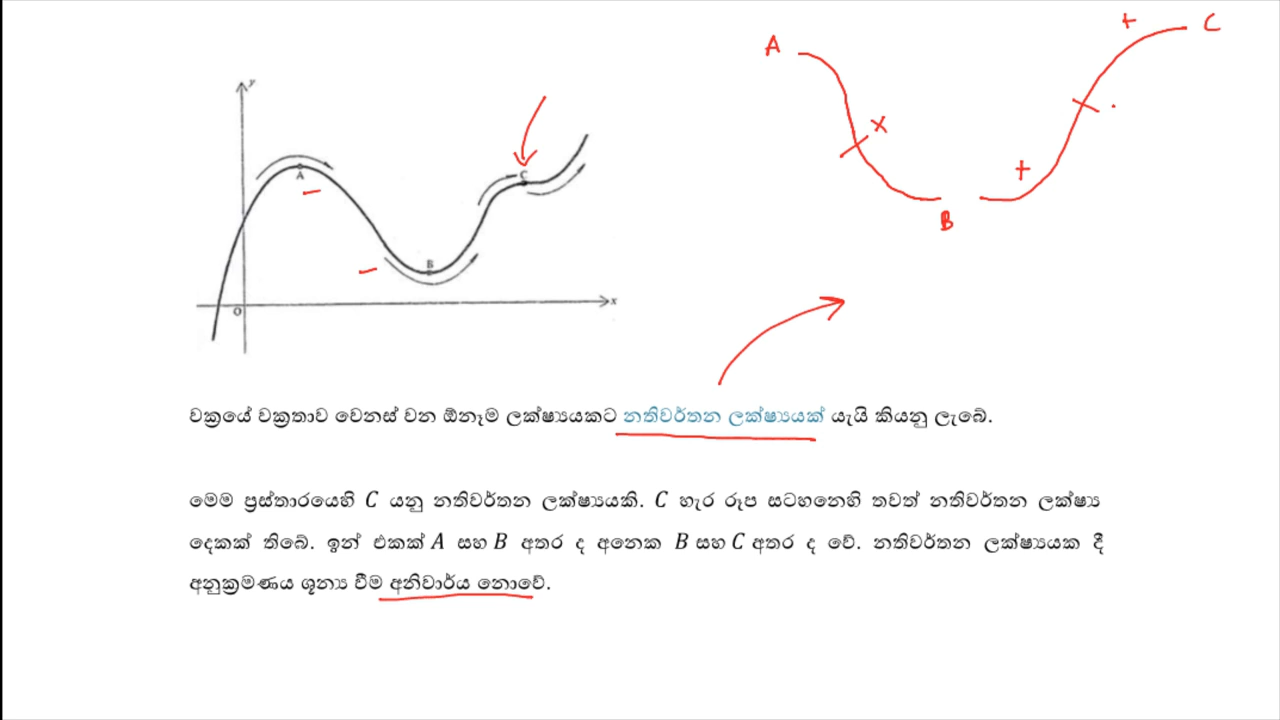 A
+ C
y
x
A
C
+
B
B
O
x
වක්‍රයේ වක්‍රතාව වෙනස් වන ඕනෑම ලක්ෂ්‍යයකට නතිවර්තන ලක්ෂ්‍යයක් යැයි කියනු ලැබේ.
මෙම ප්‍රස්තාරයෙහි C යනු නතිවර්තන ලක්ෂ්‍යයකි. C හැර රූප සටහනෙහි තවත් නතිවර්තන ලක්ෂ්‍ය
දෙකක් තිබේ. ඉන් එකක් A සහ B අතර ද අනෙක B සහ C අතර ද වේ. නතිවර්තන ලක්ෂ්‍යයක දී
අනුක්‍රමණය ශූන්‍ය වීම අනිවාර්ය නොවේ.